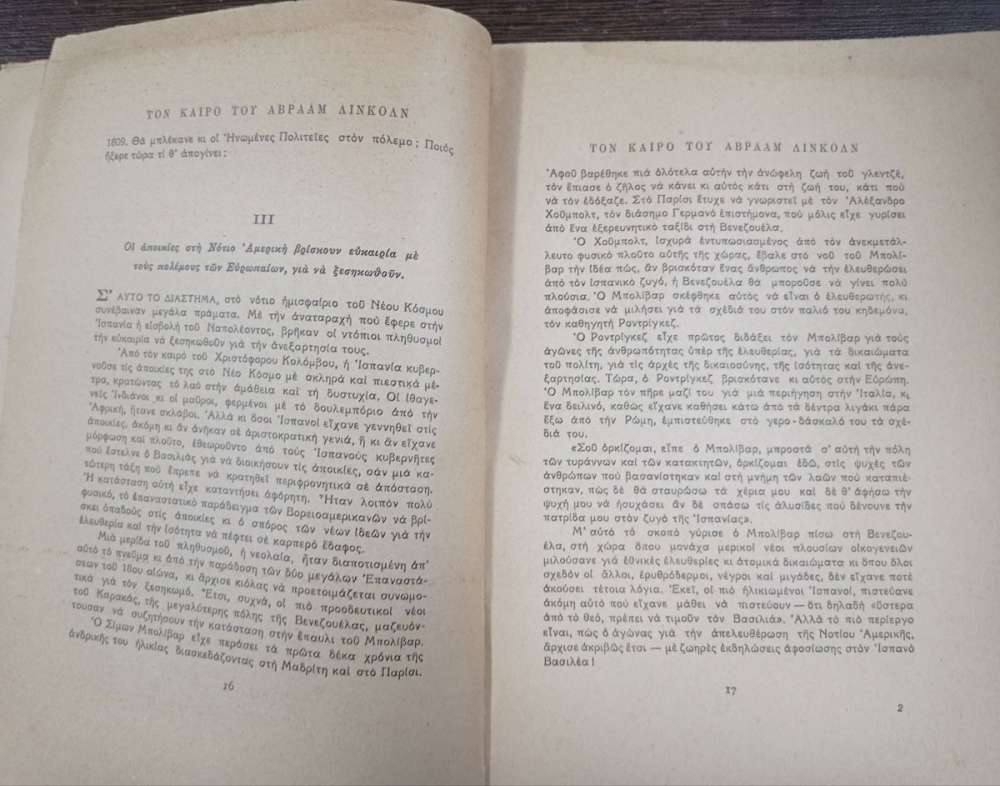 ΤΟΝ ΚΑΙΡΟ ΤΟΥ ΑΒΡΑΑΜ ΛΙΝΚΟΛΝ
1809. Θὰ μπλέκανε κι οἱ Ἡνωμένες Πολιτεῖες στὸν πόλεμο; Ποιός
ἤξερε τώρα τί θ' ἀπογίνει;
III
Οἱ ἀποικίες στὴ Νότιο Ἀμερικὴ βρίσκουν εὐκαιρία μὲ
τοὺς πολέμους τῶν Εὐρωπαίων, γιὰ νὰ ξεσηκωθοῦν.
Σ' ΑΥΤΟ ΤΟ ΔΙΑΣΤΗΜΑ, στὸ νότιο ἡμισφαίριο τοῦ Νέου Κόσμου
συνέβαιναν μεγάλα πράματα. Μὲ τὴν ἀναταραχὴ ποὺ ἔφερε στὴν
Ἱσπανία ἡ εἰσβολὴ τοῦ Ναπολέοντος, βρῆκαν οἱ ντόπιοι πληθυσμοὶ
τὴν εὐκαιρία νὰ ξεσηκωθοῦν γιὰ τὴν ἀνεξαρτησία τους.
Ἀπὸ τὸν καιρὸ τοῦ Χριστόφορου Κολόμβου, ἡ Ἱσπανία κυβερ-
νοῦσε τὶς ἀποικίες της στὸ Νέο Κόσμο μὲ σκληρὰ καὶ πιεστικὰ μέ-
τρα, κρατώντας τὸ λαὸ στὴν ἀμάθεια καὶ τὴ δυστυχία. Οἱ ἰθαγε-
νεῖς Ἰνδιάνοι κι οἱ μαῦροι, φερμένοι μὲ τὸ δουλεμπόριο ἀπὸ τὴν
Ἀφρική, ἤτανε σκλάβοι. Ἀλλὰ κι ὅσοι Ἱσπανοὶ εἴχανε γεννηθεῖ στὶς
ἀποικίες, ἀκόμη κι ἂν ἀνῆκαν σὲ ἀριστοκρατικὴ γενιά, ἢ κι ἂν εἴχανε
μόρφωση καὶ πλοῦτο, ἐθεωροῦντο ἀπὸ τοὺς Ἱσπανοὺς κυβερνῆτες
ποὺ ἔστελνε ὁ Βασιλιάς γιὰ νὰ διοικήσουν τὶς ἀποικίες, σὰν μιὰ κα-
τώτερη τάξη ποὺ ἔπρεπε νὰ κρατηθεῖ περιφρονητικὰ σὲ ἀπόσταση.
Ἡ κατάσταση αὐτὴ εἶχε καταντήσει ἀφόρητη. Ἦταν λοιπὸν πολὺ
φυσικό, τὸ ἐπαναστατικὸ παράδειγμα τῶν Βορειοαμερικανῶν νὰ βρί-
σκει ὀπαδοὺς στὶς ἀποικίες κι ὁ σπόρος τῶν νέων ἰδεῶν γιὰ τὴν
ἐλευθερία καὶ τὴν ἰσότητα νὰ πέφτει σὲ καρπερὸ ἔδαφος.
Μιὰ μερίδα τοῦ πληθυσμοῦ, ἡ νεολαία, ἦταν διαποτισμένη ἀπ'
αὐτὸ τὸ πνεῦμα κι ἀπὸ τὴν παράδοση τῶν δύο μεγάλων Ἐπαναστά-
σεων τοῦ 18ου αἰώνα, κι ἄρχισε κιόλας νὰ προετοιμάζεται συνωμο-
τικὰ γιὰ τὸν ξεσηκωμό. Ἔτσι, συχνά, οἱ πιὸ προοδευτικοὶ νέοι
τοῦ Καρακάς, τῆς μεγαλύτερης πόλης τῆς Βενεζουέλας, μαζευόν-
τουσαν νὰ συζητήσουν τὴν κατάσταση στὴν ἔπαυλι τοῦ Μπολίβαρ.
Ὁ Σίμων Μπολίβαρ εἶχε περάσει τὰ πρῶτα δέκα χρόνια τῆς
ἀνδρικῆς του ἡλικίας διασκεδάζοντας στὴ Μαδρίτη καὶ στὸ Παρίσι.
16
ΤΟΝ ΚΑΙΡΟ ΤΟΥ ΑΒΡΑΑΜ ΛΙΝΚΟΛΝ
Ἀφοῦ βαρέθηκε πιὰ ὁλότελα αὐτὴν τὴν ἀνώφελη ζωὴ τοῦ γλεντζὲ,
τὸν ἔπιασε ὁ ζῆλος νὰ κάνει κι αὐτὸς κάτι στὴ ζωή του, κάτι ποὺ
νὰ τὸν ἐδόξαζε. Στὸ Παρίσι ἔτυχε νὰ γνωριστεῖ μὲ τὸν Ἀλέξανδρο
Χοῦμπολτ, τὸν διάσημο Γερμανὸ ἐπιστήμονα, ποὺ μόλις εἶχε γυρίσει
ἀπὸ ἕνα ἐξερευνητικὸ ταξίδι στὴ Βενεζουέλα.
Ὁ Χοῦμπολτ, ἰσχυρὰ ἐντυπωσιασμένος ἀπὸ τὸν ἀνεκμετάλ-
λευτο φυσικὸ πλοῦτο αὐτῆς τῆς χώρας, ἔβαλε στὸ νοῦ τοῦ Μπολί-
βαρ τὴν ἰδέα πώς, ἂν βρισκόταν ἕνας ἄνθρωπος νὰ τὴν ἐλευθερώσει
ἀπὸ τὸν ἱσπανικὸ ζυγό, ἡ Βενεζουέλα θὰ μποροῦσε νὰ γίνει πολὺ
πλούσια. Ὁ Μπολίβαρ σκέφθηκε αὐτὸς νὰ εἶναι ὁ ἐλευθερωτής, κι
ἀποφάσισε νὰ μιλήσει γιὰ τὰ σχέδιά του στὸν παλιό του κηδεμόνα,
τὸν καθηγητὴ Ροντρίγκεζ.
Ὁ Ροντρίγκεζ εἶχε πρῶτος διδάξει τὸν Μπολίβαρ γιὰ τοὺς
ἀγῶνες τῆς ἀνθρωπότητας ὑπὲρ τῆς ἐλευθερίας, γιὰ τὰ δικαιώματα
τοῦ πολίτη, γιὰ τὶς ἀρχὲς τῆς δικαιοσύνης, τῆς ἰσότητας καὶ τῆς ἀνε-
ξαρτησίας. Τώρα, ὁ Ροντρίγκεζ βρισκότανε κι αὐτὸς στὴν Εὐρώπη.
Ὁ Μπολίβαρ τὸν πῆρε μαζί του γιὰ μιὰ περιήγηση στὴν Ἰταλία, κι
ἕνα δειλινό, καθὼς εἴχανε καθήσει κάτω ἀπὸ τὰ δέντρα λιγάκι πάρα
ἔξω ἀπὸ τὴν Ρώμη, ἐμπιστεύθηκε στὸ γερο-δάσκαλό του τὰ σχέ-
διά του.
«Σοῦ ὁρκίζομαι, εἶπε ὁ Μπολίβαρ, μπροστὰ σ' αὐτὴ τὴν πόλη
τῶν τυράννων καὶ τῶν κατακτητῶν, ὁρκίζομαι ἐδῶ, στὶς ψυχὲς τῶν
ἀνθρώπων ποὺ βασανίστηκαν καὶ στὴ μνήμη τῶν λαῶν ποὺ καταπιέ-
στηκαν, πὼς δὲ θὰ σταυρώσω τὰ χέρια μου καὶ δὲ θ' ἀφήσω τὴν
ψυχή μου νὰ ἡσυχάσει ἂν δὲ σπάσω τὶς ἁλυσίδες ποὺ δένουνε τὴν
πατρίδα μου στὸν ζυγὸ τῆς Ἱσπανίας».
Μ' αὐτὸ τὸ σκοπὸ γύρισε ὁ Μπολίβαρ πίσω στὴ Βενεζου-
έλα, στὴ χώρα ὅπου μονάχα μερικοὶ νέοι πλουσίων οἰκογενειῶν
μιλούσανε γιὰ ἐθνικὲς ἐλευθερίες κι ἀτομικὰ δικαιώματα κι ὅπου ὅλοι
σχεδὸν οἱ ἄλλοι, ἐρυθρόδερμοι, νέγροι καὶ μιγάδες, δὲν εἴχανε ποτὲ
ἀκούσει τέτοια λόγια. Ἐκεῖ, οἱ πιὸ ἡλικιωμένοι Ἱσπανοί, πιστεύανε
ἀκόμη αὐτὸ ποὺ εἴχανε μάθει νὰ πιστεύουν — ὅτι δηλαδὴ «ὕστερα
ἀπὸ τὸ θεό, πρέπει νὰ τιμοῦν τὸν Βασιλιά». Ἀλλὰ τὸ πιὸ περίεργο
εἶναι, πὼς ὁ ἀγώνας γιὰ τὴν ἀπελευθέρωση τῆς Νοτίου Ἀμερικῆς,
ἄρχισε ἀκριβῶς ἔτσι — μὲ ζωηρὲς ἐκδηλώσεις ἀφοσίωσης στὸν Ἱσπανὸ
Βασιλέα!
17
2